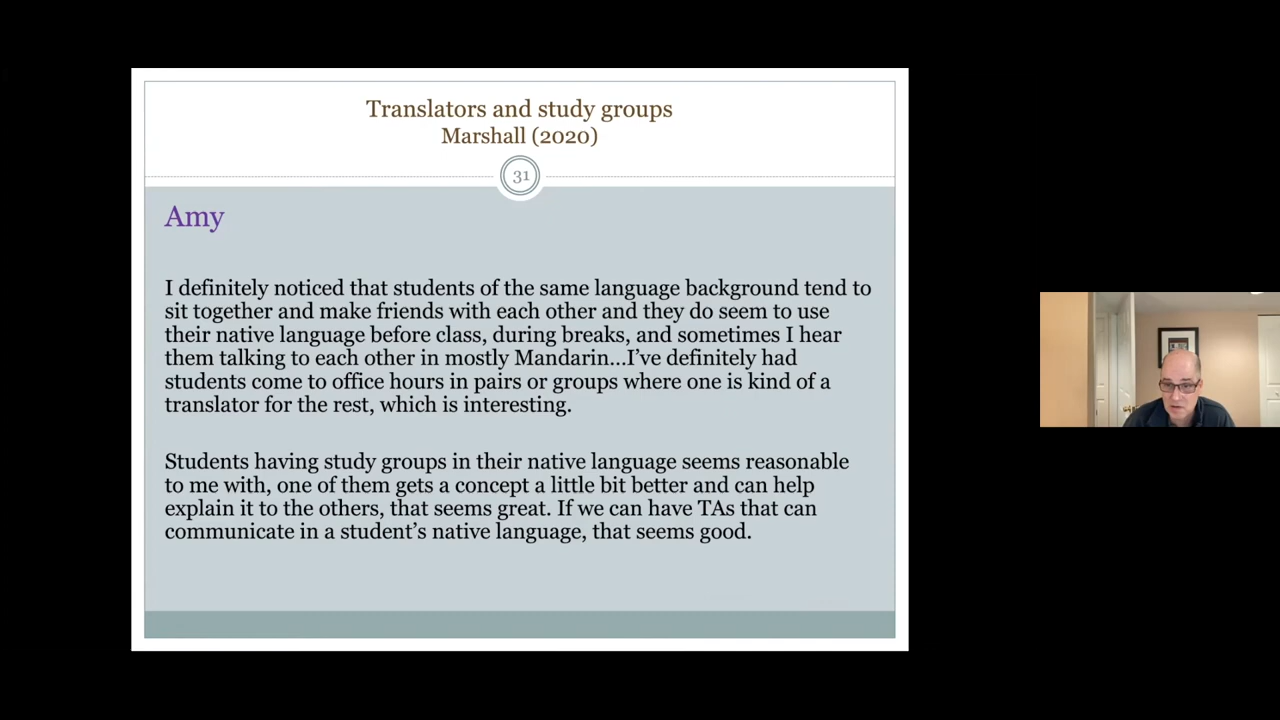 Translators and study groups
Marshall (2020)
31
Amy
I definitely noticed that students of the same language background tend to
sit together and make friends with each other and they do seem to use
their native language before class, during breaks, and sometimes I hear
them talking to each other in mostly Mandarin...I've definitely had
students come to office hours in pairs or groups where one is kind of a
translator for the rest, which is interesting.
Students having study groups in their native language seems reasonable
to me with, one of them gets a concept a little bit better and can help
explain it to the others, that seems great. If we can have TAs that can
communicate in a student's native language, that seems good.